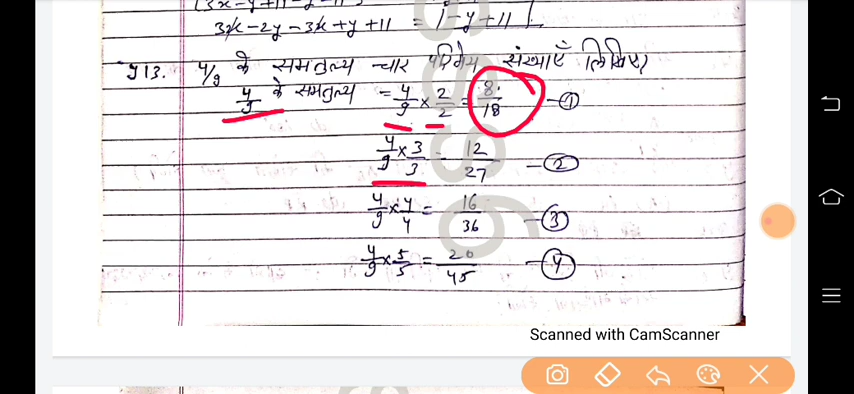 3x-2y-3x+y+11 = |-y+11|
प्र13. 4/9 के समतुल्य चार परिमेय संख्याएँ लिखिए।
4/9 के समतुल्य = 4/9 × 2/2 = 8/18 —①
4/9 × 3/3 = 12/27 —②
4/9 × 4/4 = 16/36 —③
4/9 × 5/5 = 20/45 —④
Scanned with CamScanner